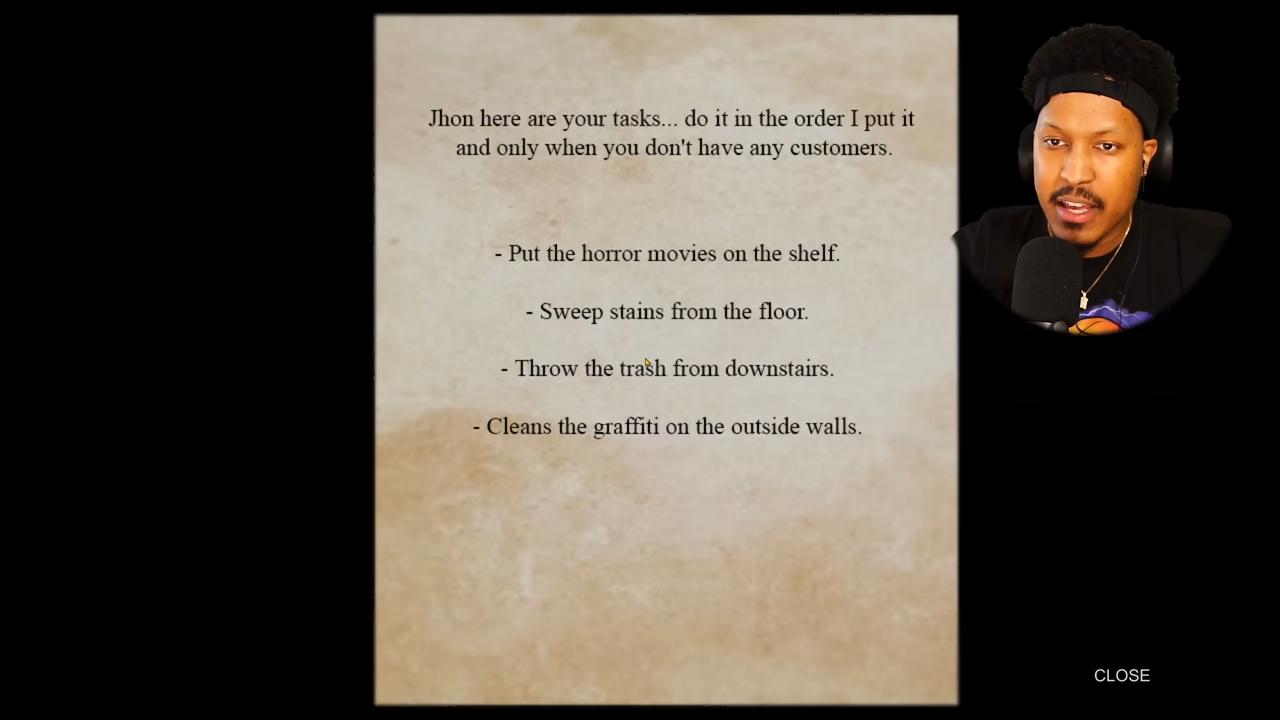 Jhon here are your tasks... do it in the order I put it
and only when you don't have any customers.
- Put the horror movies on the shelf.
- Sweep stains from the floor.
- Throw the trash from downstairs.
- Cleans the graffiti on the outside walls.
CLOSE